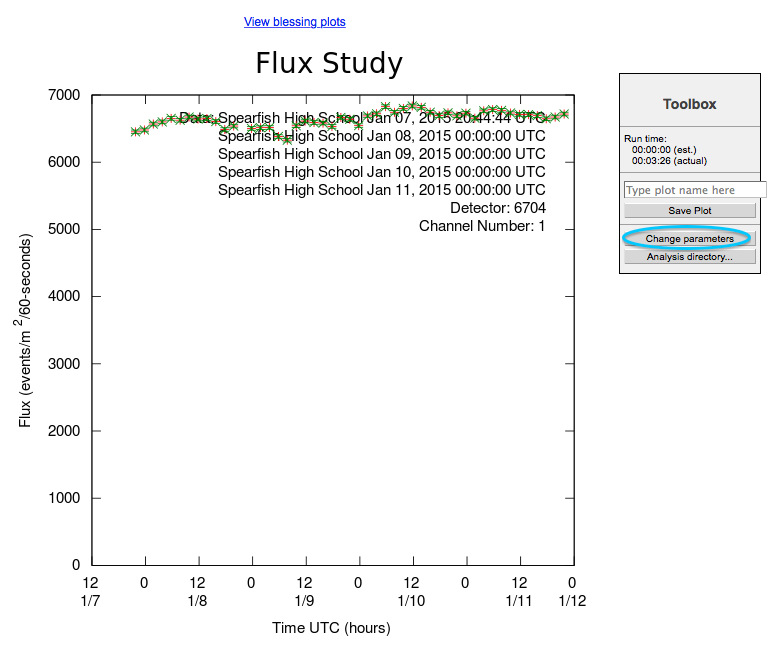 View blessing plots
Flux Study
Toolbox
Run time:
00:00:00 (est.)
00:03:26 (actual)
Type plot name here
Save Plot
Change parameters
Analysis directory...
7000
6000
5000
4000
3000
2000
1000
0
Flux (events/m 2/60-seconds)
Data: Spearfish High School Jan 07, 2015 20:44:44 UTC
Spearfish High School Jan 08, 2015 00:00:00 UTC
Spearfish High School Jan 09, 2015 00:00:00 UTC
Spearfish High School Jan 10, 2015 00:00:00 UTC
Spearfish High School Jan 11, 2015 00:00:00 UTC
Detector: 6704
Channel Number: 1
12 0 12 0 12 0 12 0 12 0
1/7 1/8 1/9 1/10 1/11 1/12
Time UTC (hours)